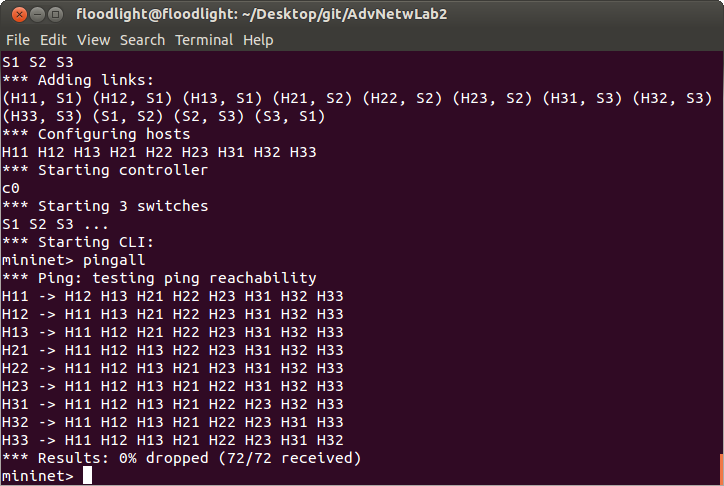 floodlight@floodlight: ~/Desktop/git/AdvNetwLab2
File Edit View Search Terminal Help
S1 S2 S3
*** Adding links:
(H11, S1) (H12, S1) (H13, S1) (H21, S2) (H22, S2) (H23, S2) (H31, S3) (H32, S3)
(H33, S3) (S1, S2) (S2, S3) (S3, S1)
*** Configuring hosts
H11 H12 H13 H21 H22 H23 H31 H32 H33
*** Starting controller
c0
*** Starting 3 switches
S1 S2 S3 ...
*** Starting CLI:
mininet> pingall
*** Ping: testing ping reachability
H11 -> H12 H13 H21 H22 H23 H31 H32 H33
H12 -> H11 H13 H21 H22 H23 H31 H32 H33
H13 -> H11 H12 H21 H22 H23 H31 H32 H33
H21 -> H11 H12 H13 H22 H23 H31 H32 H33
H22 -> H11 H12 H13 H21 H23 H31 H32 H33
H23 -> H11 H12 H13 H21 H22 H31 H32 H33
H31 -> H11 H12 H13 H21 H22 H23 H32 H33
H32 -> H11 H12 H13 H21 H22 H23 H31 H33
H33 -> H11 H12 H13 H21 H22 H23 H31 H32
*** Results: 0% dropped (72/72 received)
mininet>